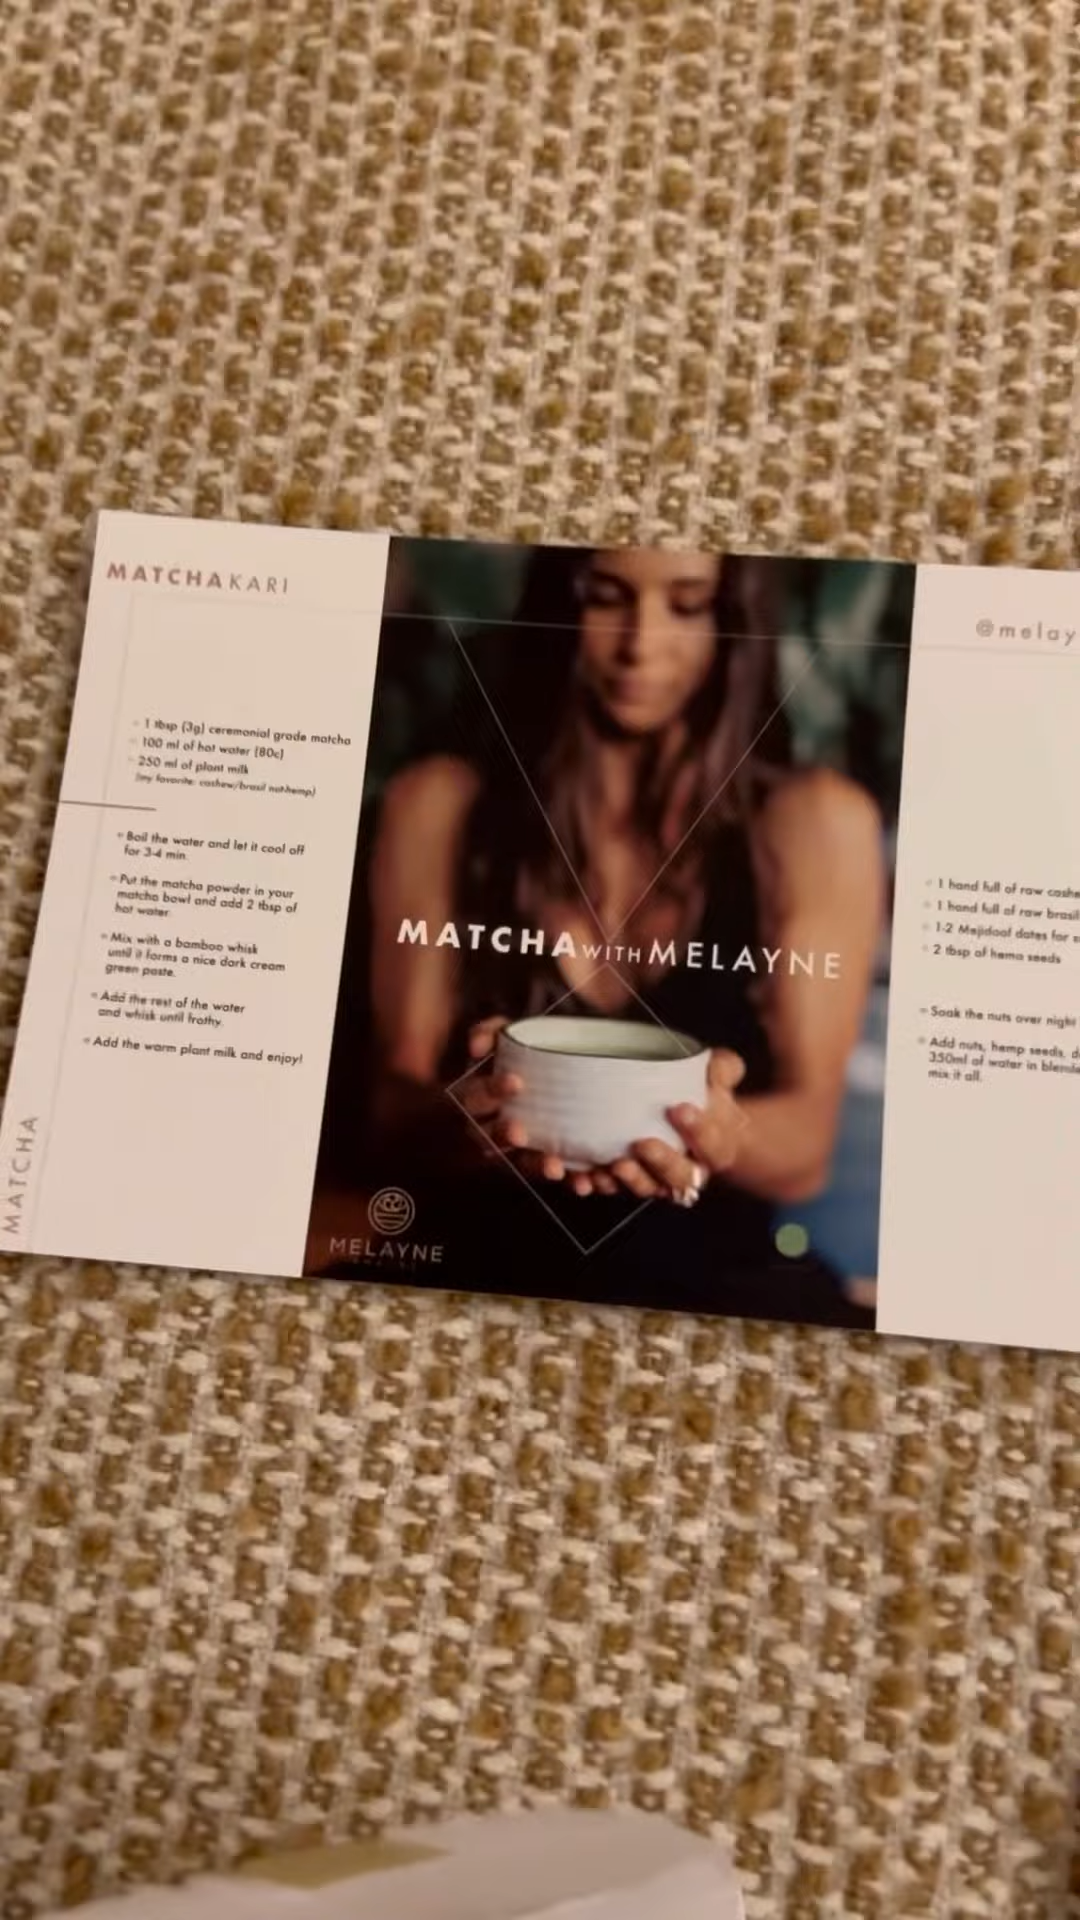 MATCHAKARI
1 tbsp (3g) ceremonial grade matcha
100 ml of hot water (80c)
250 ml of plant milk
(my favorite: cashew/brasil nut-hemp)
Boil the water and let it cool off
for 3-4 min.
Put the matcha powder in your
matcha bowl and add 2 tbsp of
hot water.
Mix with a bamboo whisk
until it forms a nice dark cream
green paste.
Add the rest of the water
and whisk until frothy.
Add the warm plant milk and enjoy!
MATCHA
MATCHA WITH MELAYNE
MELAYNE
@melay
1 hand full of raw cashe
1 hand full of raw brasil
1-2 Mejdool dates for
2 tbsp of hemo seeds
Soak the nuts over night
Add nuts, hemp seeds, d
350ml of water in blende
mix it all.